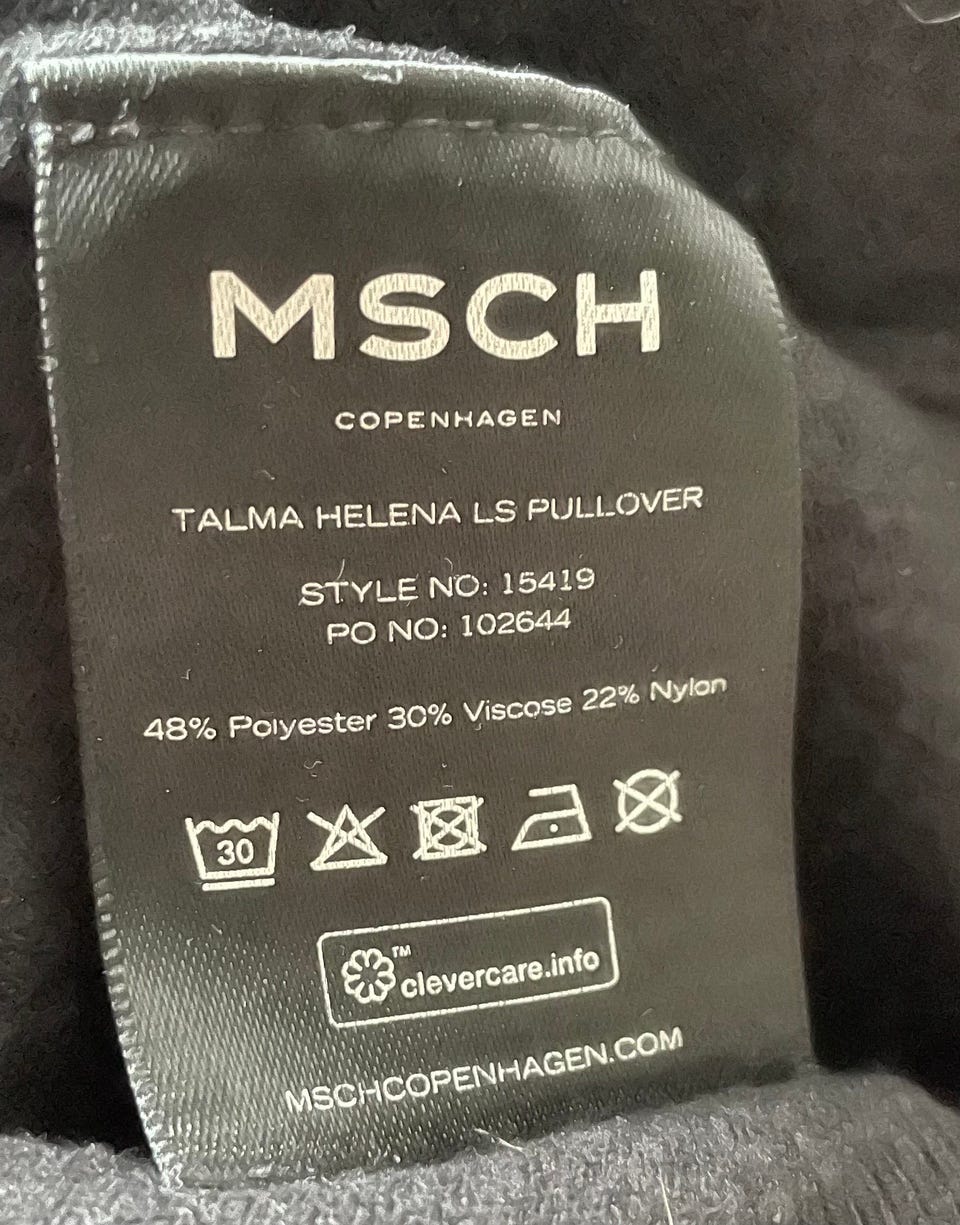 MSCH
COPENHAGEN
TALMA HELENA LS PULLOVER
STYLE NO: 15419
PO NO: 102644
48% Polyester 30% Viscose 22% Nylon
30
™ clevercare.info
MSCHCOPENHAGEN.COM